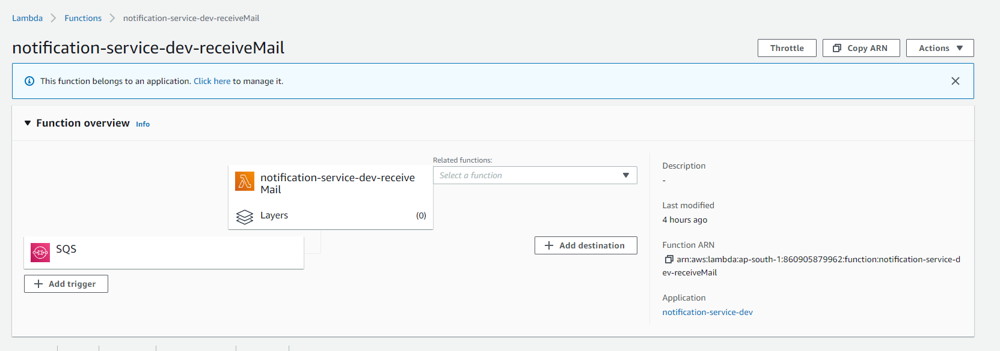 Lambda Functions notification-service-dev-receiveMail
notification-service-dev-receiveMail
Throttle Copy ARN Actions
This function belongs to an application. Click here to manage it.
Function overview Info
Related functions:
Select a function
notification-service-dev-receive
Mail
Layers (0)
SQS
Add trigger
Add destination
Description
-
Last modified
4 hours ago
Function ARN
arn:aws:lambda:ap-south-1:860905879962:function:notification-service-d
ev-receiveMail
Application
notification-service-dev